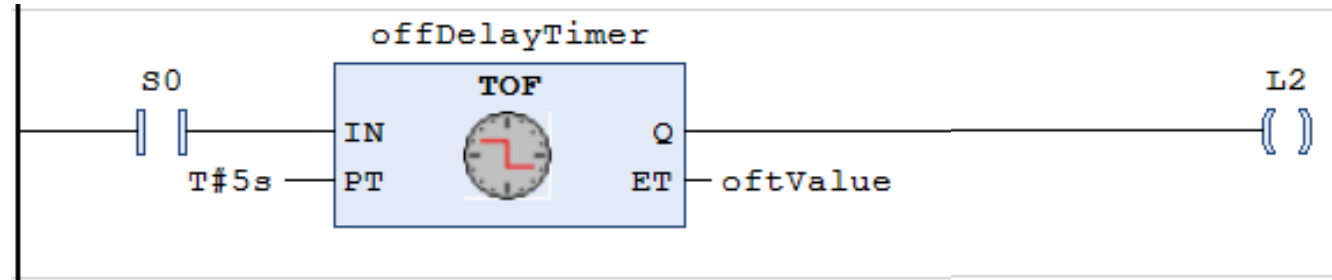 offDelayTimer
S0 TOF L2
IN Q
T#5s PT ET oftValue